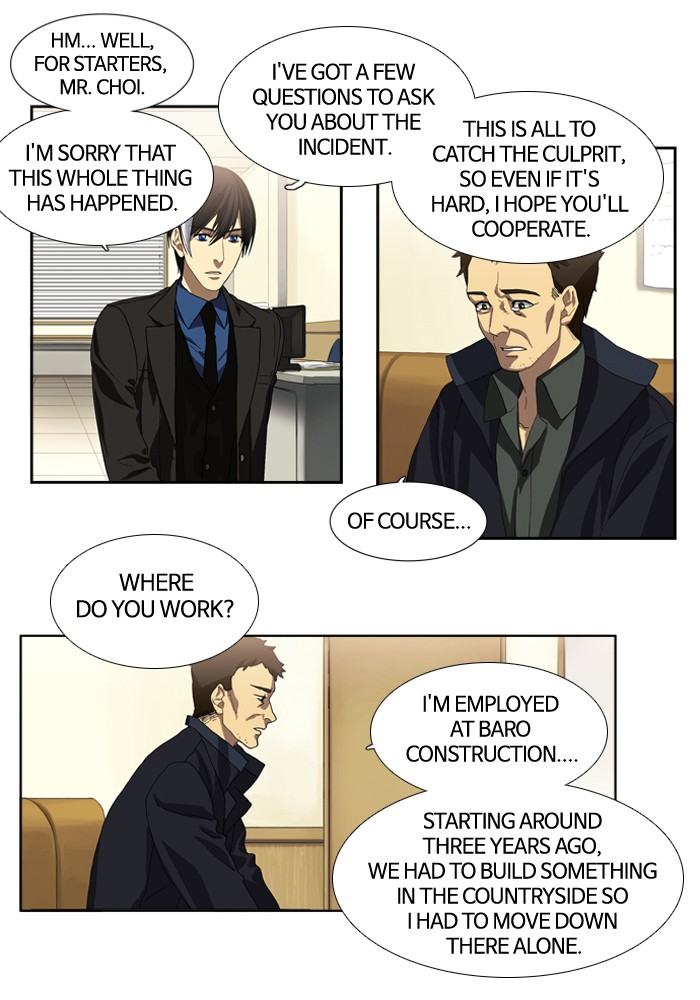 HM... WELL,
FOR STARTERS,
MR. CHOI.
I'M SORRY THAT
THIS WHOLE THING
HAS HAPPENED.
I'VE GOT A FEW
QUESTIONS TO ASK
YOU ABOUT THE
INCIDENT.
THIS IS ALL TO
CATCH THE CULPRIT,
SO EVEN IF IT'S
HARD, I HOPE YOU'LL
COOPERATE.
OF COURSE...
WHERE
DO YOU WORK?
I'M EMPLOYED
AT BARO
CONSTRUCTION....
STARTING AROUND
THREE YEARS AGO,
WE HAD TO BUILD SOMETHING
IN THE COUNTRYSIDE SO
I HAD TO MOVE DOWN
THERE ALONE.